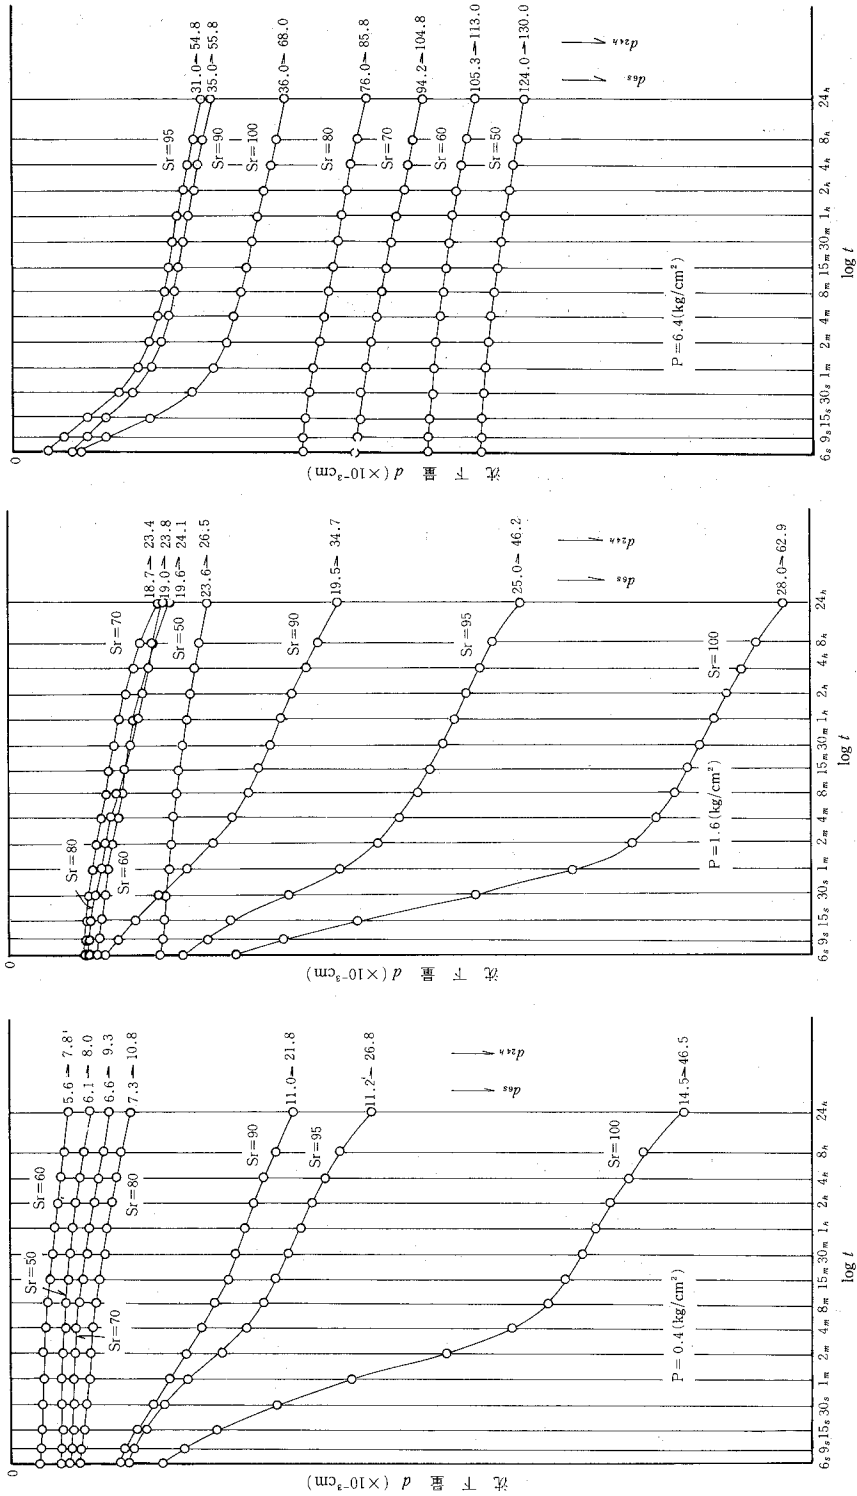 0
沈下量 d (×10⁻³cm)
Sr=60
Sr=50
Sr=70
Sr=80
Sr=90
Sr=95
Sr=100
5.6→7.8
6.1→8.0
6.6→9.3
7.3→10.8
11.0→21.8
11.2→26.8
14.5→46.5
d6s d24h
P=0.4(kg/cm²)
6s 9s 15s 30s 1m 2m 4m 8m 15m 30m 1h 2h 4h 8h 24h
log t
0
沈下量 d (×10⁻³cm)
Sr=80
Sr=60
Sr=70
Sr=50
Sr=90
Sr=95
Sr=100
18.7→23.4
19.0→23.8
19.6→24.1
23.6→26.5
19.5→34.7
25.0→46.2
28.0→62.9
d6s d24h
P=1.6(kg/cm²)
6s 9s 15s 30s 1m 2m 4m 8m 15m 30m 1h 2h 4h 8h 24h
log t
0
沈下量 d (×10⁻³cm)
Sr=95
Sr=90
Sr=100
Sr=80
Sr=70
Sr=60
Sr=50
31.0→54.8
35.0→55.8
36.0→68.0
76.0→85.8
94.2→104.8
105.3→113.0
124.0→130.0
d6s d24h
P=6.4(kg/cm²)
6s 9s 15s 30s 1m 2m 4m 8m 15m 30m 1h 2h 4h 8h 24h
log t